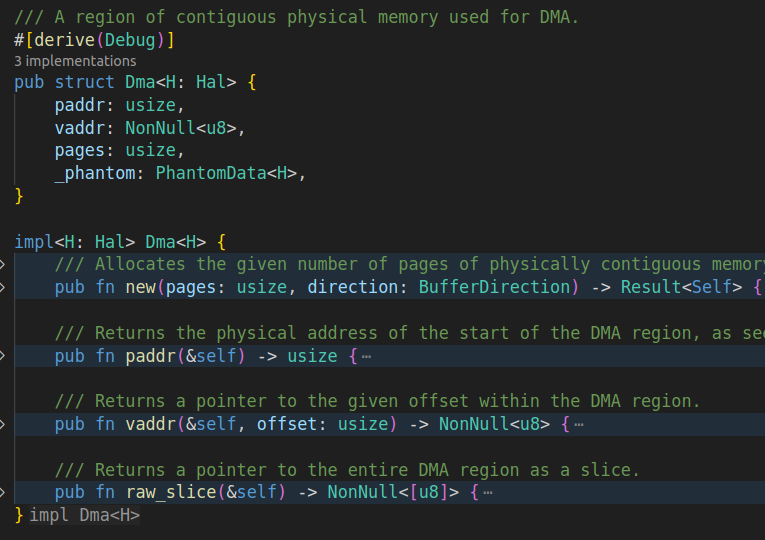 /// A region of contiguous physical memory used for DMA.
#[derive(Debug)]
3 implementations
pub struct Dma<H: Hal> {
    paddr: usize,
    vaddr: NonNull<u8>,
    pages: usize,
    _phantom: PhantomData<H>,
}
impl<H: Hal> Dma<H> {
    /// Allocates the given number of pages of physically contiguous memory
    pub fn new(pages: usize, direction: BufferDirection) -> Result<Self> {
    /// Returns the physical address of the start of the DMA region, as see
    pub fn paddr(&self) -> usize {⋯
    /// Returns a pointer to the given offset within the DMA region.
    pub fn vaddr(&self, offset: usize) -> NonNull<u8> {⋯
    /// Returns a pointer to the entire DMA region as a slice.
    pub fn raw_slice(&self) -> NonNull<[u8]> {⋯
} impl Dma<H>